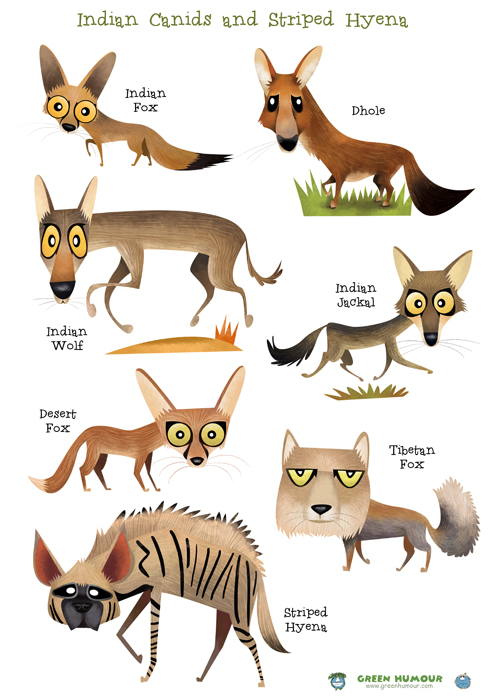 Indian Canids and Striped Hyena
Indian
Fox
Dhole
Indian
Wolf
Indian
Jackal
Desert
Fox
Tibetan
Fox
Striped
Hyena
GREEN HUMOUR
www.greenhumour.com